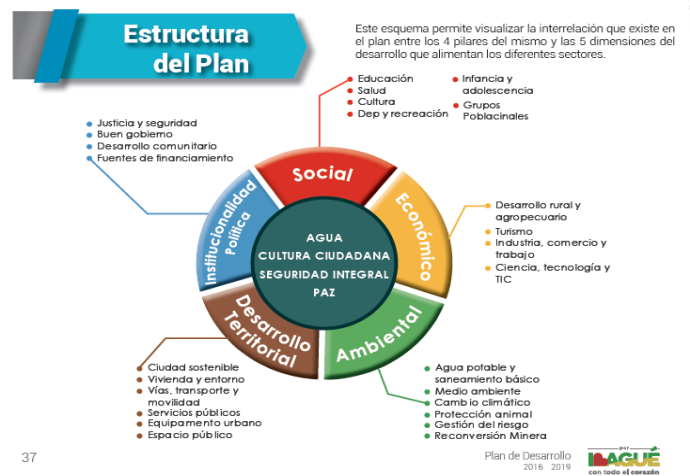 Estructura
del Plan
Este esquema permite visualizar la interrelación que existe en
el plan entre los 4 pilares del mismo y las 5 dimensiones del
desarrollo que alimentan los diferentes sectores.
Educación
Salud
Cultura
Dep y recreación
Infancia y
adolescencia
Grupos
Poblacinales
Justicia y seguridad
Buen gobierno
Desarrollo comunitario
Fuentes de financiamiento
Social
Institucionalidad
Política
Económico
AGUA
CULTURA CIUDADANA
SEGURIDAD INTEGRAL
PAZ
Desarrollo rural y
agropecuario
Turismo
Industria, comercio y
trabajo
Ciencia, tecnología y
TIC
Desarrollo
Territorial
Ambiental
Ciudad sostenible
Vivienda y entorno
Vías, transporte y
movilidad
Servicios públicos
Equipamento urbano
Espacio público
Agua potable y
saneamiento básico
Medio ambiente
Cambio climático
Protección animal
Gestión del riesgo
Reconversión Minera
37
Plan de Desarrollo
2016 2019
por
IBAGUÉ
con todo el corazón